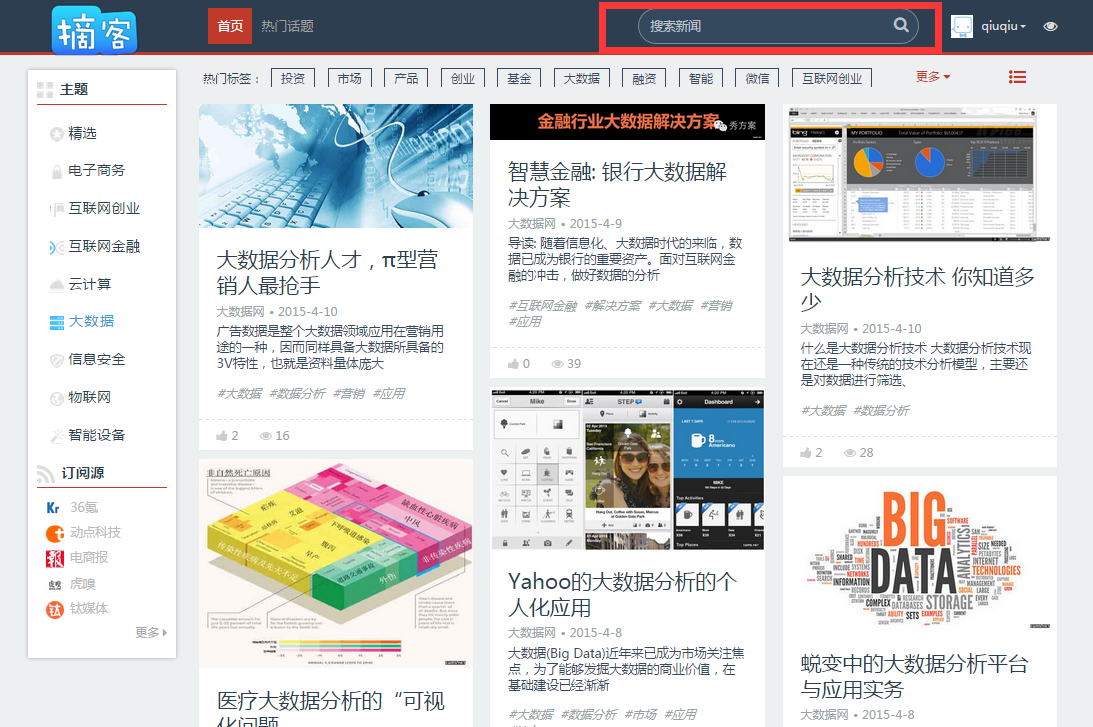 摘客
首页
热门话题
搜索新闻
qiuqiu
主题
精选
电子商务
互联网创业
互联网金融
云计算
大数据
信息安全
物联网
智能设备
订阅源
36氪
动点科技
电商报
虎嗅
钛媒体
更多
热门标签：
投资
市场
产品
创业
基金
大数据
融资
智能
微信
互联网创业
更多
大数据分析人才，π型营
销人最抢手
大数据网 • 2015-4-10
广告数据是整个大数据领域应用在营销用
途的一种，因而同样具备大数据所具备的
3V特性，也就是资料量体庞大
#大数据 #数据分析 #营销 #应用
2
16
非自然死亡原因
医疗大数据分析的“可视
化问题
金融行业大数据解决方案
秀方案
智慧金融: 银行大数据解
决方案
大数据网 • 2015-4-9
导读: 随着信息化、大数据时代的来临，数
据已成为银行的重要资产。面对互联网金
融的冲击，做好数据的分析
#互联网金融 #解决方案 #大数据 #营销
#应用
0
39
Mike
STEP
Dashboard
Yahoo的大数据分析的个
人化应用
大数据网 • 2015-4-8
大数据(Big Data)近年来已成为市场关注焦
点，为了能够发掘大数据的商业价值，在
基础建设已经渐渐
#大数据 #数据分析 #市场 #应用
bing
MY PORTFOLIO
大数据分析技术 你知道多
少
大数据网 • 2015-4-10
什么是大数据分析技术 大数据分析技术现
在还是一种传统的技术分析模型，主要还
是对数据进行筛选、
#大数据 #数据分析
2
28
BIG
DATA
ANALYTICS
SOFTWARE
TECHNOLOGIES
INFORMATION
STORAGE
COMPLEX
蜕变中的大数据分析平台
与应用实务
大数据网 • 2015-4-8